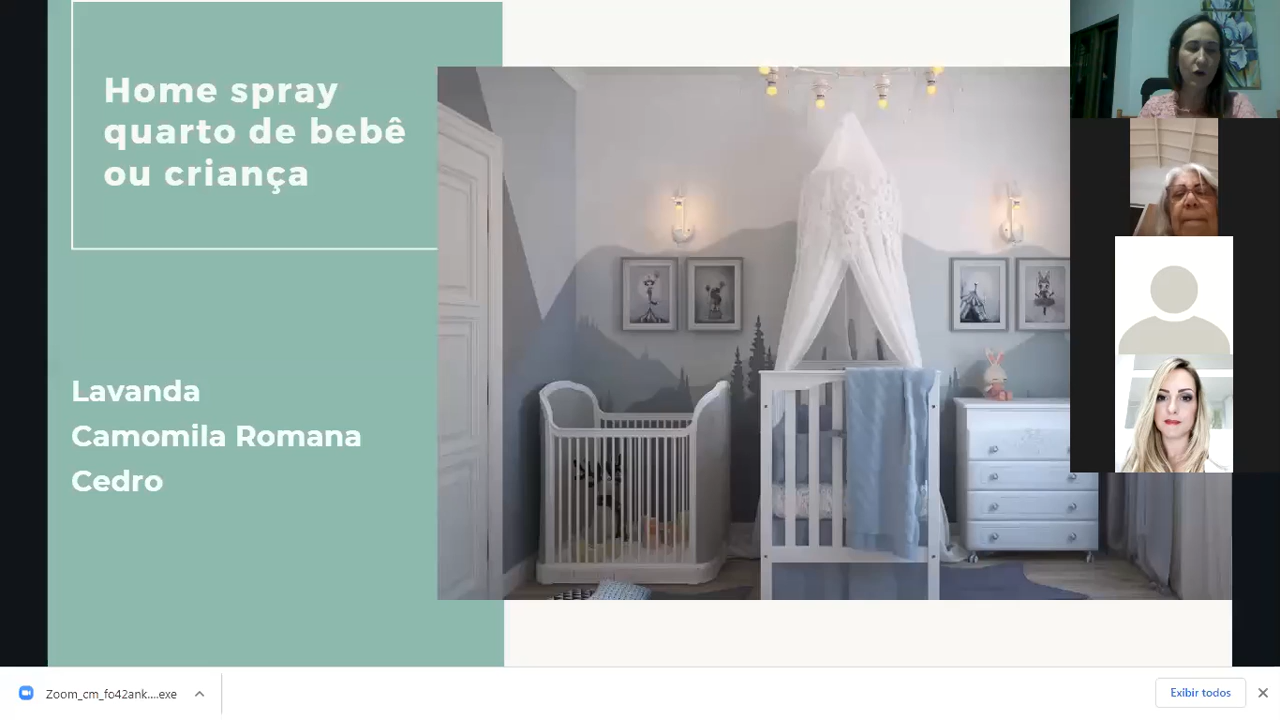 Home spray
quarto de bebê
ou criança
Lavanda
Camomila Romana
Cedro
Zoom_cm_fo42ank....exe
Exibir todos